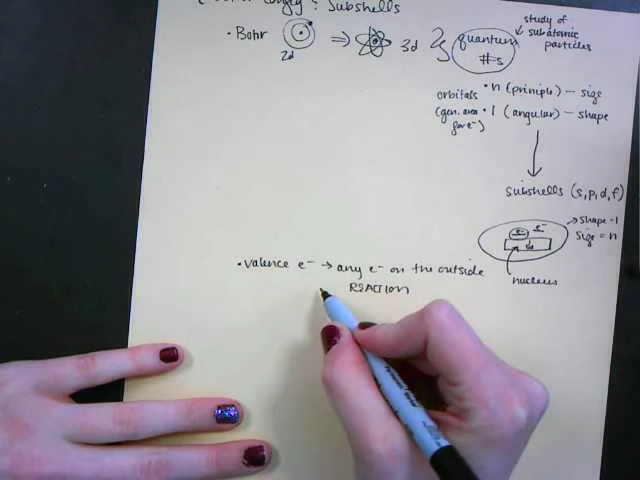 : Subshells
• Bohr
2d
⇒
3d
quantum
#s
study of
subatomic
particles
orbitals • n (priniple) — size
(gen. area • l (angular) — shape
for e⁻)
subshells (s, p, d, f)
→ shape = l
size = n
e⁻
nucleus
• valence e⁻ → any e⁻ on the outside
REACTION